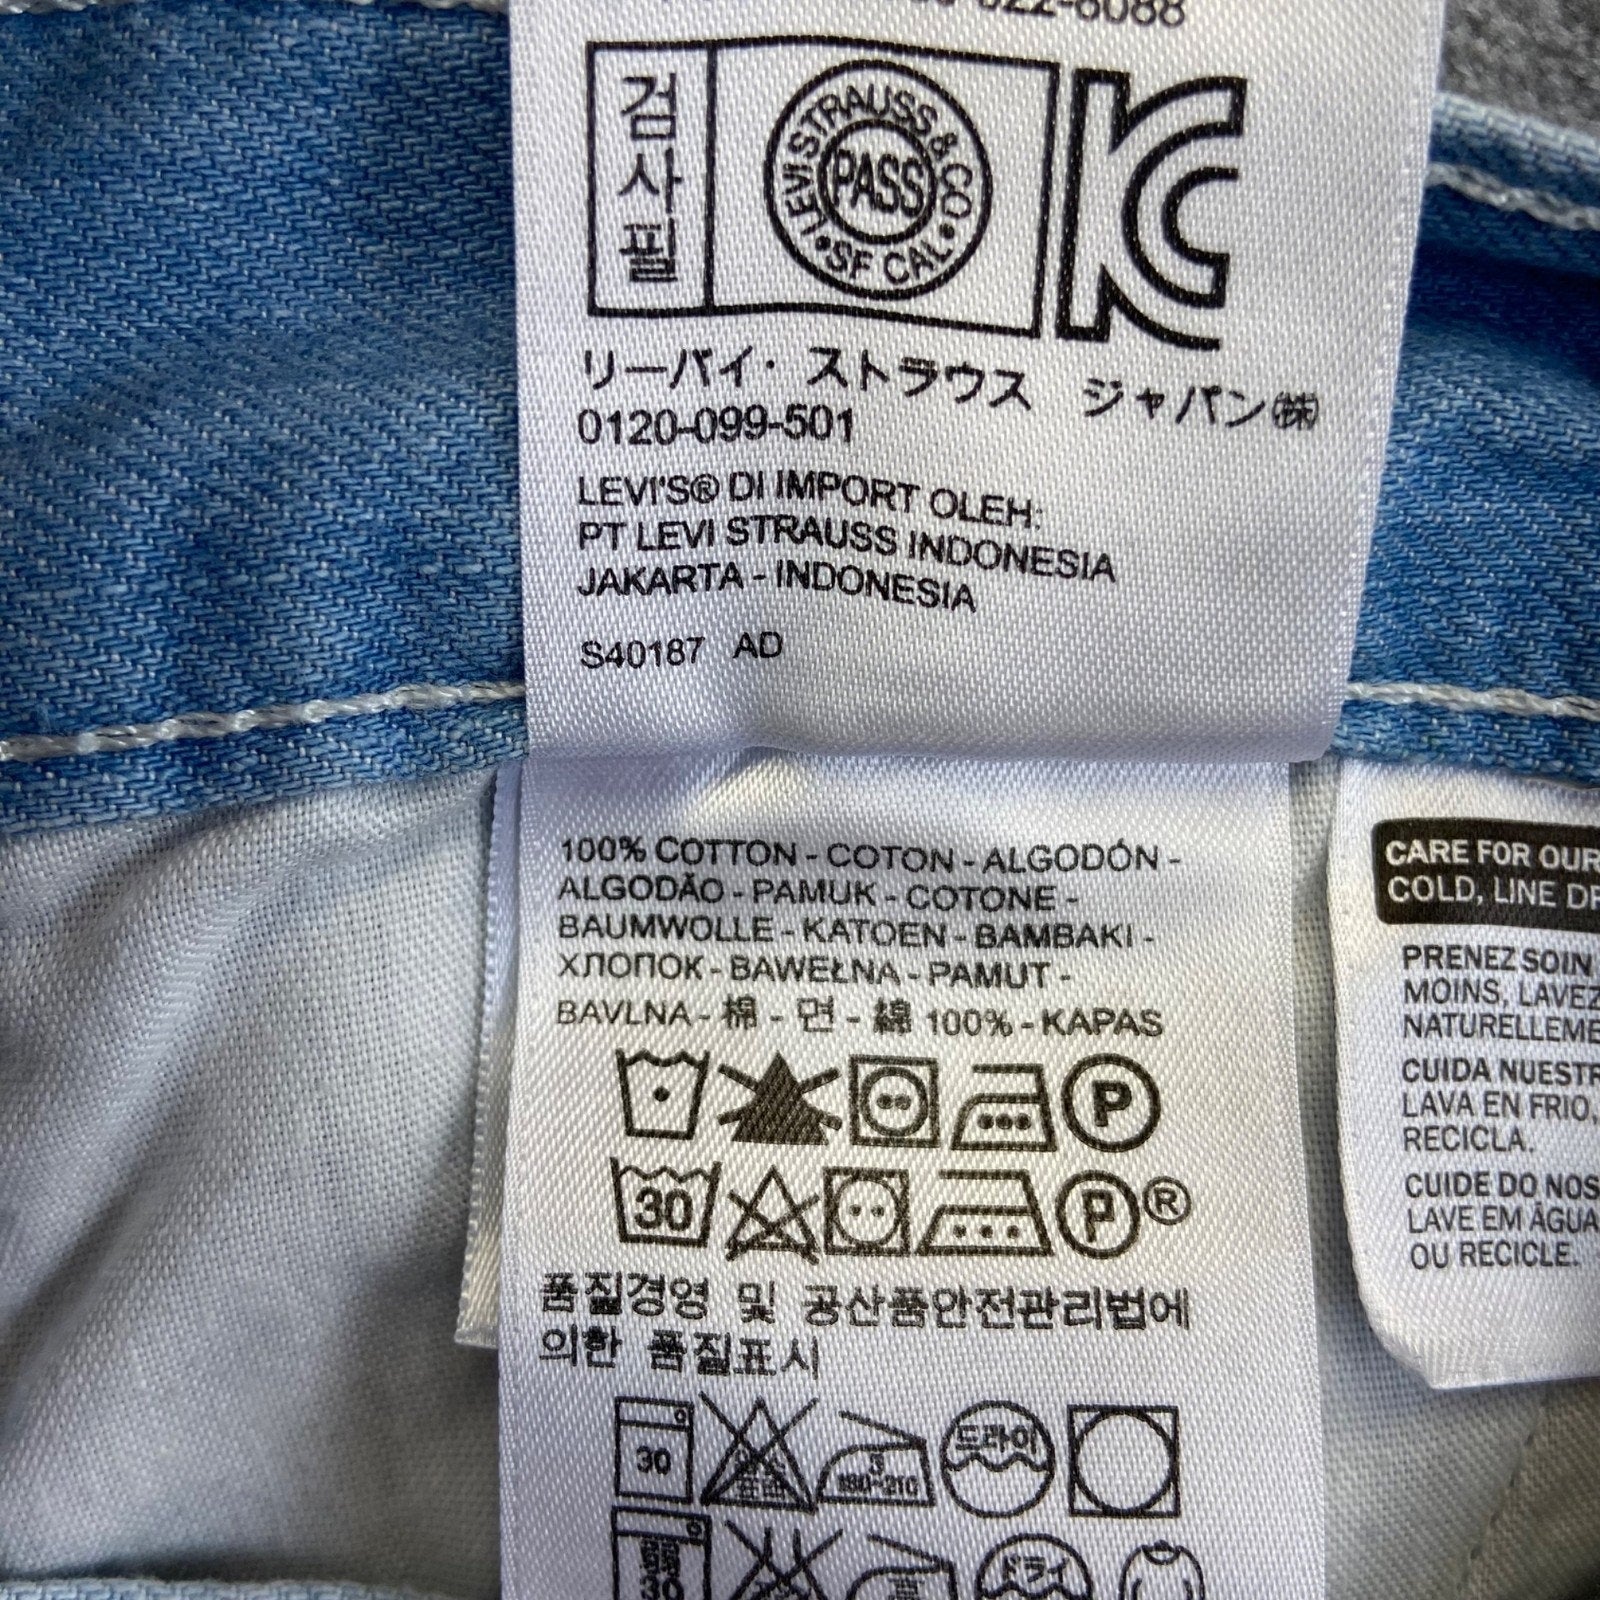 022-6088
검사필
LEVI STRAUSS & CO • SF CAL •
PASS
リーバイ・ストラウス ジャパン㈱
0120-099-501
LEVI'S® DI IMPORT OLEH:
PT LEVI STRAUSS INDONESIA
JAKARTA - INDONESIA
S40187 AD
100% COTTON - COTON - ALGODÓN -
ALGODÃO - PAMUK - COTONE -
BAUMWOLLE - KATOEN - BAMBAKI -
ХЛОПОК - BAWEŁNA - PAMUT -
BAVLNA - 棉 - 면 - 綿 100% - KAPAS
P
30 P ®
품질경영 및 공산품안전관리법에
의한 품질표시
30 3 180~210 드라이
ドライ
CARE FOR OUR
COLD, LINE DR
PRENEZ SOIN
MOINS, LAVEZ
NATURELLEME
CUIDA NUESTR
LAVA EN FRIO,
RECICLA.
CUIDE DO NOS
LAVE EM ÁGUA
OU RECICLE.